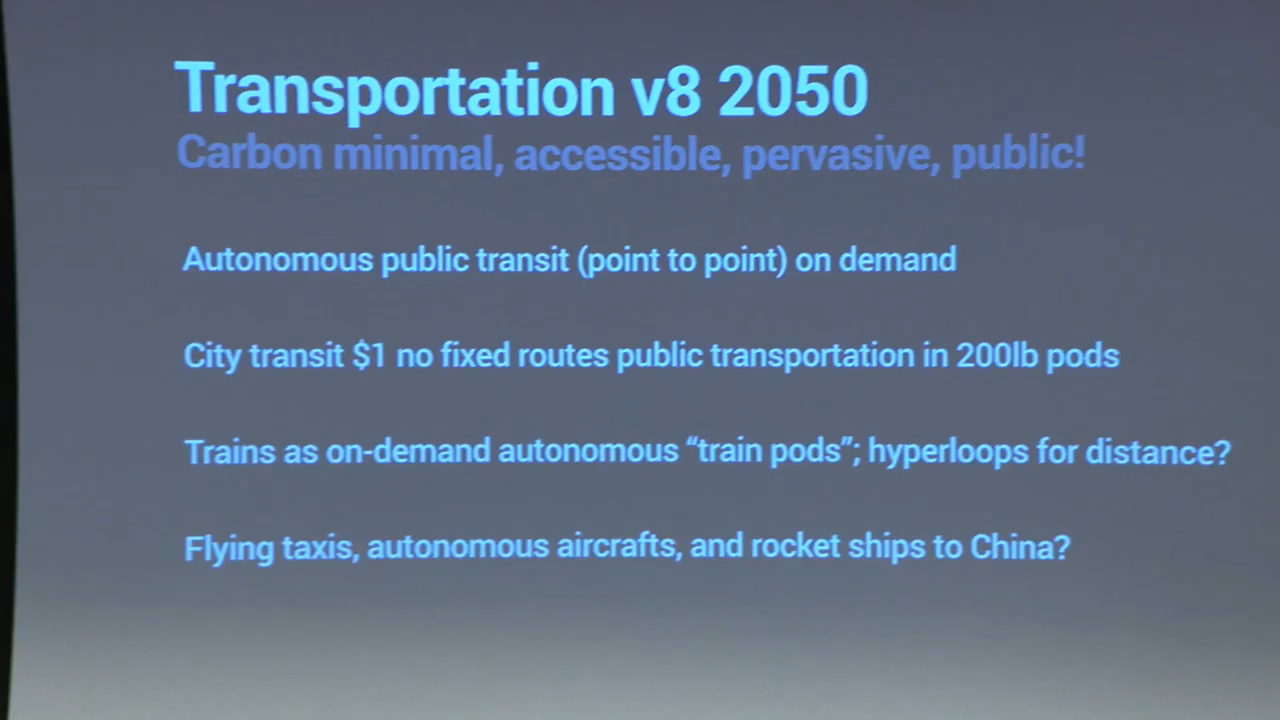 Transportation v8 2050
Carbon minimal, accessible, pervasive, public!
Autonomous public transit (point to point) on demand
City transit $1 no fixed routes public transportation in 200lb pods
Trains as on-demand autonomous “train pods”; hyperloops for distance?
Flying taxis, autonomous aircrafts, and rocket ships to China?